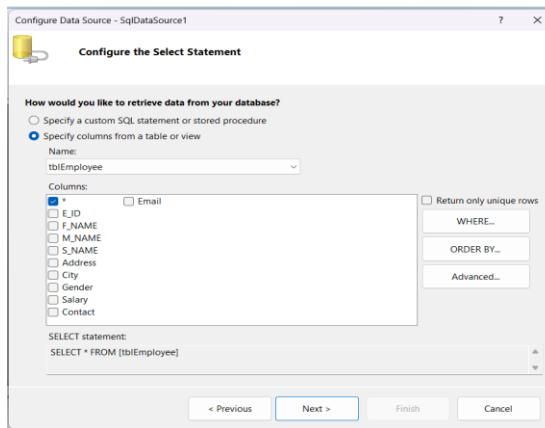 Configure Data Source - SqlDataSource1
Configure the Select Statement
How would you like to retrieve data from your database?
Specify a custom SQL statement or stored procedure
Specify columns from a table or view
Name:
tblEmployee
Columns:
* Email
E_ID
F_NAME
M_NAME
S_NAME
Address
City
Gender
Salary
Contact
Return only unique rows
WHERE...
ORDER BY...
Advanced...
SELECT statement:
SELECT * FROM [tblEmployee]
< Previous Next > Finish Cancel